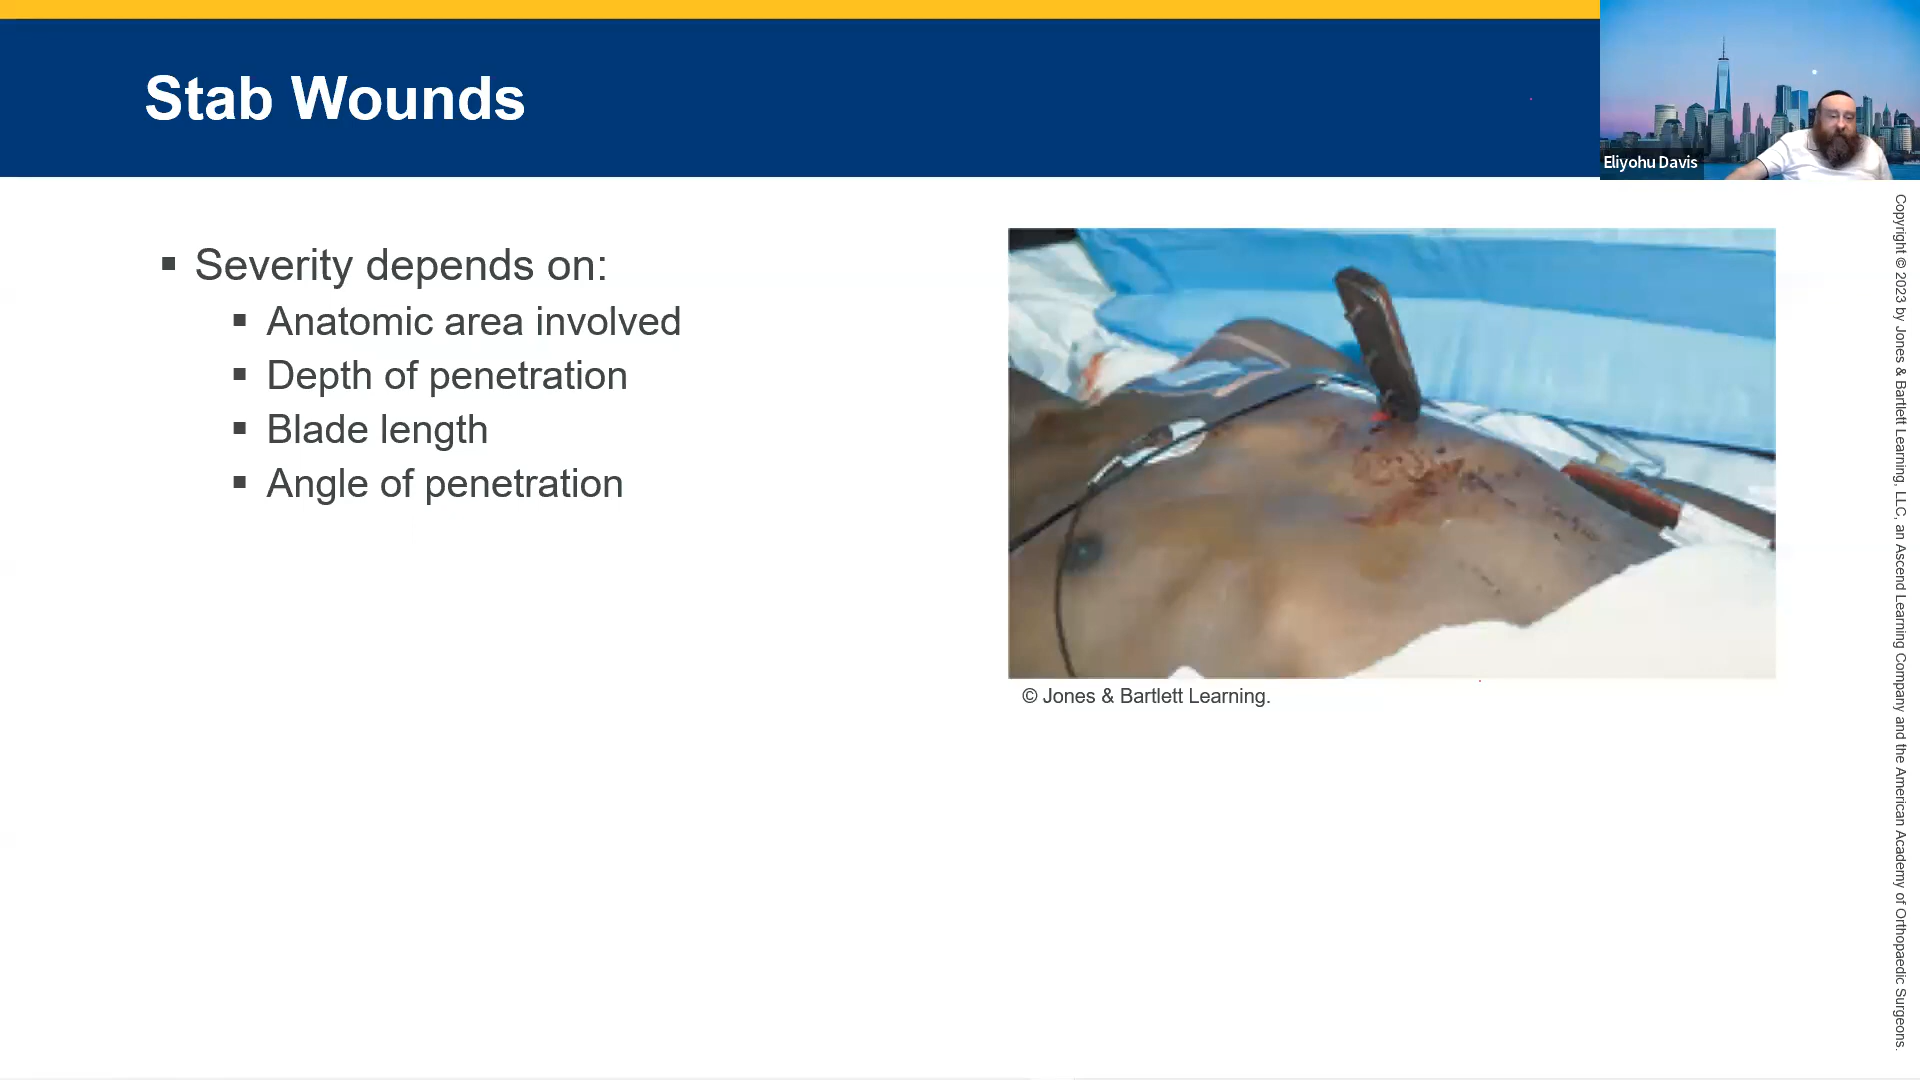 Stab Wounds
Eliyohu Davis
▪ Severity depends on:
▪ Anatomic area involved
▪ Depth of penetration
▪ Blade length
▪ Angle of penetration
© Jones & Bartlett Learning.
Copyright © 2023 by Jones & Bartlett Learning, LLC, an Ascend Learning Company and the American Academy of Orthopaedic Surgeons.